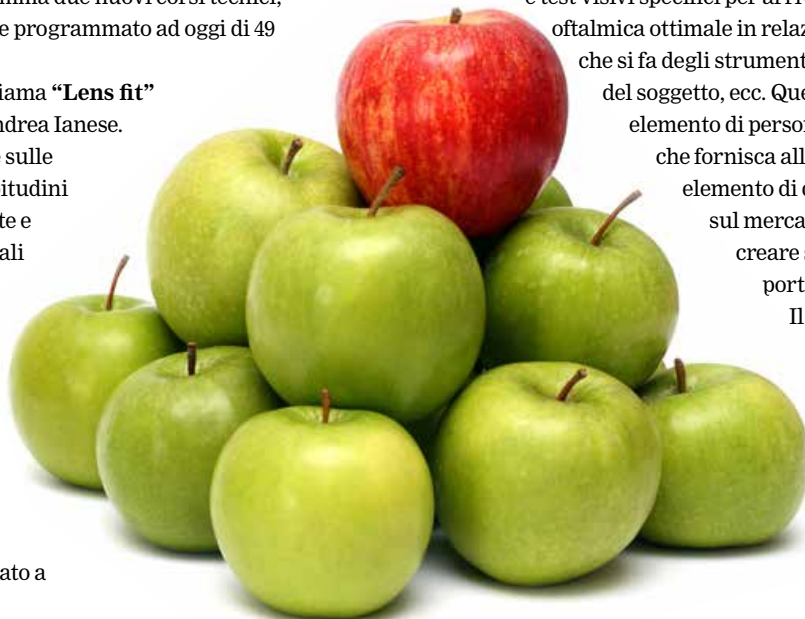 due nuovi corsi tecnici,
e programmato ad oggi di 49
iama “Lens fit”
ndrea Ianese.
sulle
itudini
te e
ali
ato a
e test visivi specifici per
oftalmica ottimale in relaz
che si fa degli strument
del soggetto, ecc. Que
elemento di person
che fornisca all
elemento di
sul merca
creare
port
Il